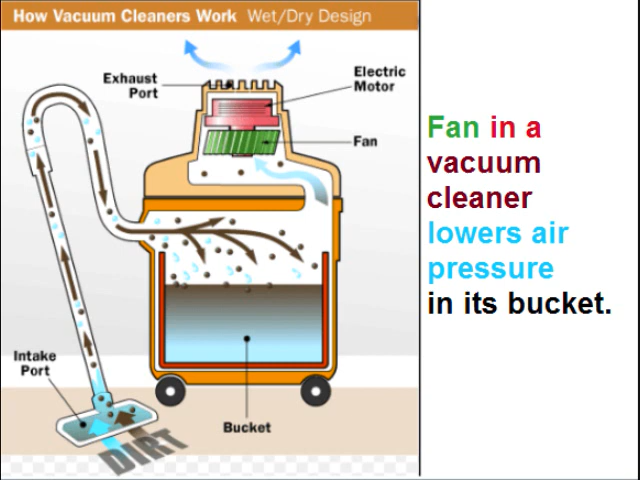 How Vacuum Cleaners Work Wet/Dry Design
Exhaust
Port
Electric
Motor
Fan
Intake
Port
Bucket
DIRT
Fan in a
vacuum
cleaner
lowers air
pressure
in its bucket.